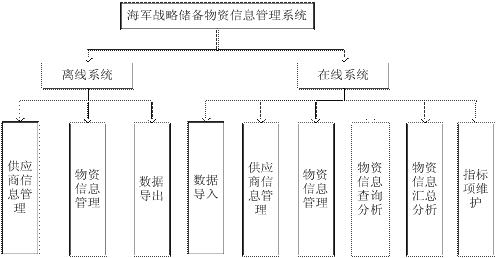 海军战略储备物资信息管理系统
离线系统
在线系统
供应
商信
息管
理
物资
信息
管理
数据
导出
数据
导入
供应
商信
息管
理
物资
信息
管理
物资
信息
查询
分析
物资
信息
汇总
分析
指标
项维
护